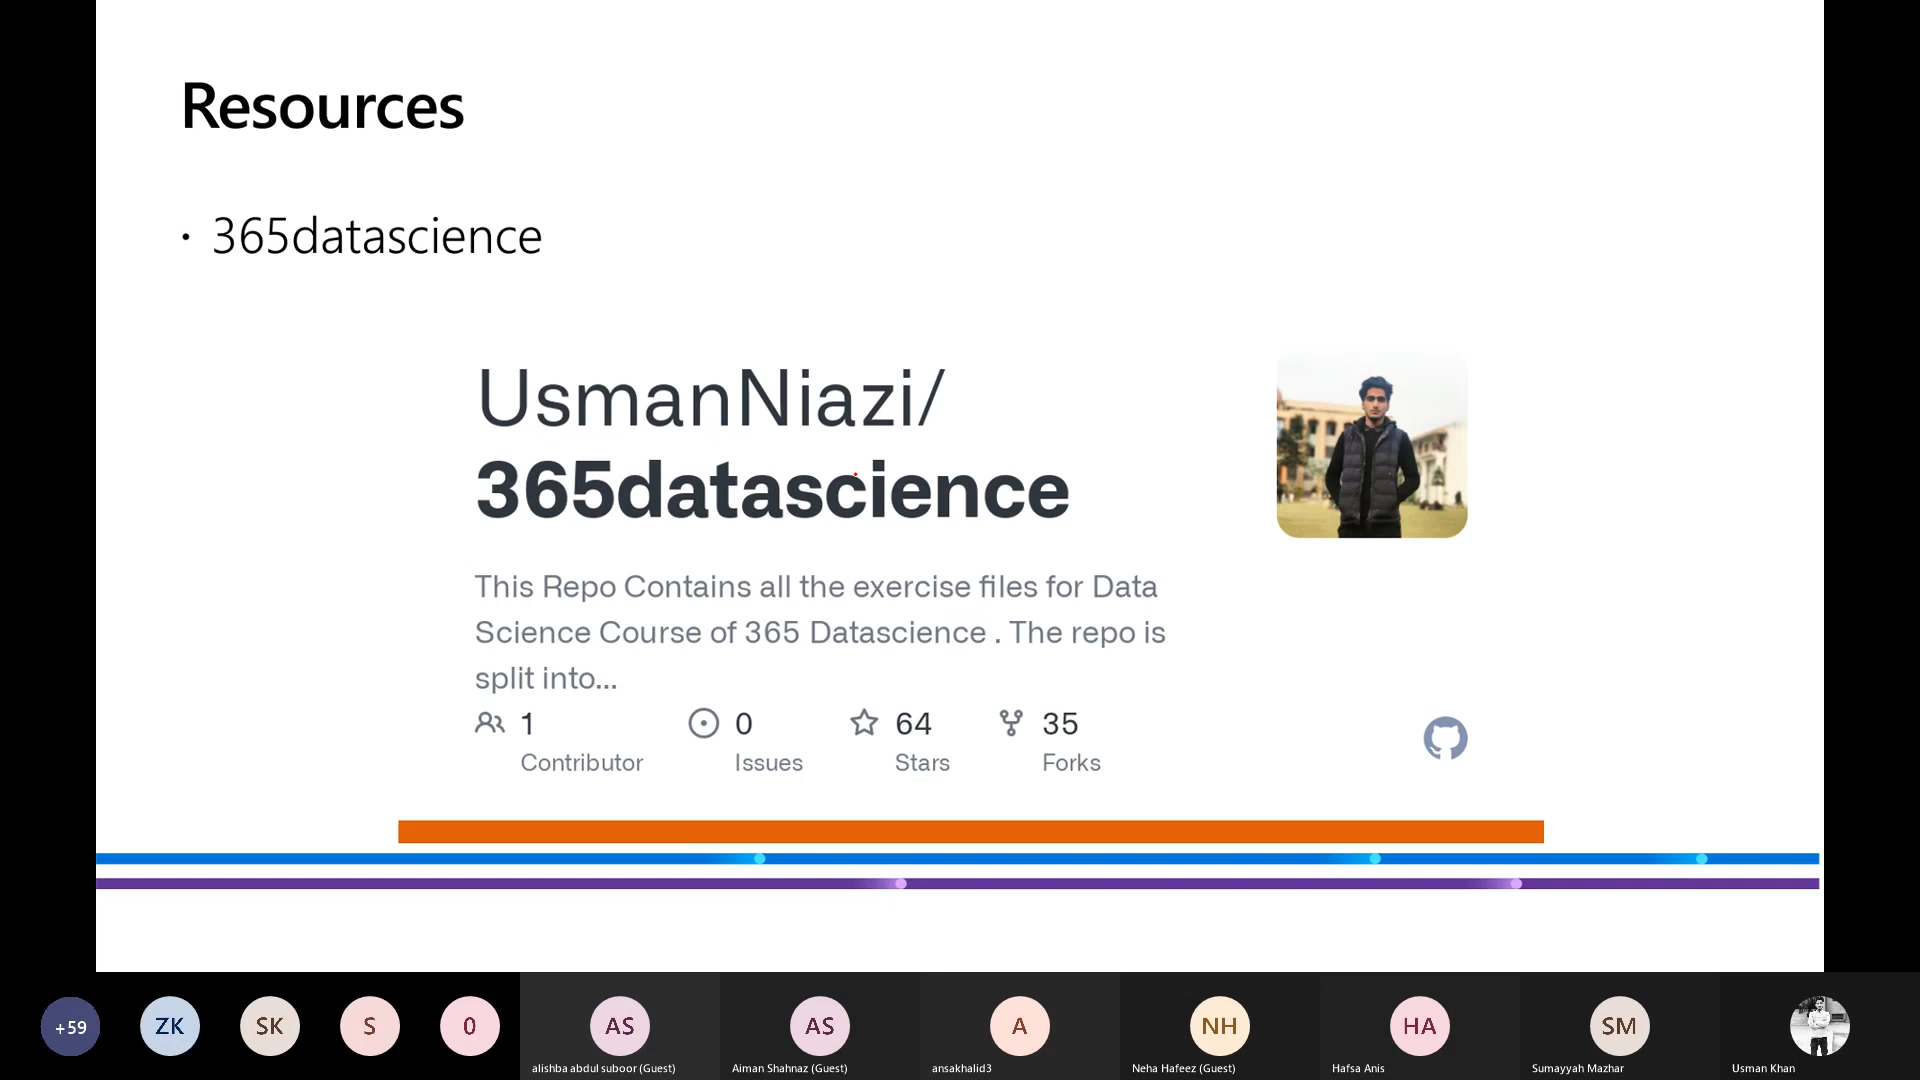 Resources
• 365datascience
UsmanNiazi/
365datascience
This Repo Contains all the exercise files for Data
Science Course of 365 Datascience . The repo is
split into...
1
Contributor
0
Issues
64
Stars
35
Forks
+59
ZK
SK
S
0
AS
alishba abdul suboor (Guest)
AS
Aiman Shahnaz (Guest)
A
ansakhalid3
NH
Neha Hafeez (Guest)
HA
Hafsa Anis
SM
Sumayyah Mazhar
Usman Khan